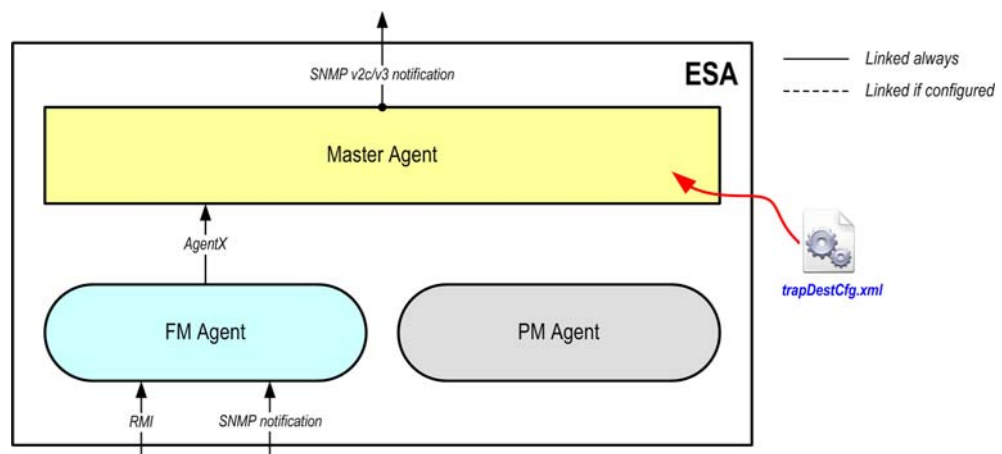 SNMP v2c/v3 notification
ESA
Linked always
Linked if configured
Master Agent
AgentX
trapDestCfg.xml
FM Agent
PM Agent
RMI
SNMP notification